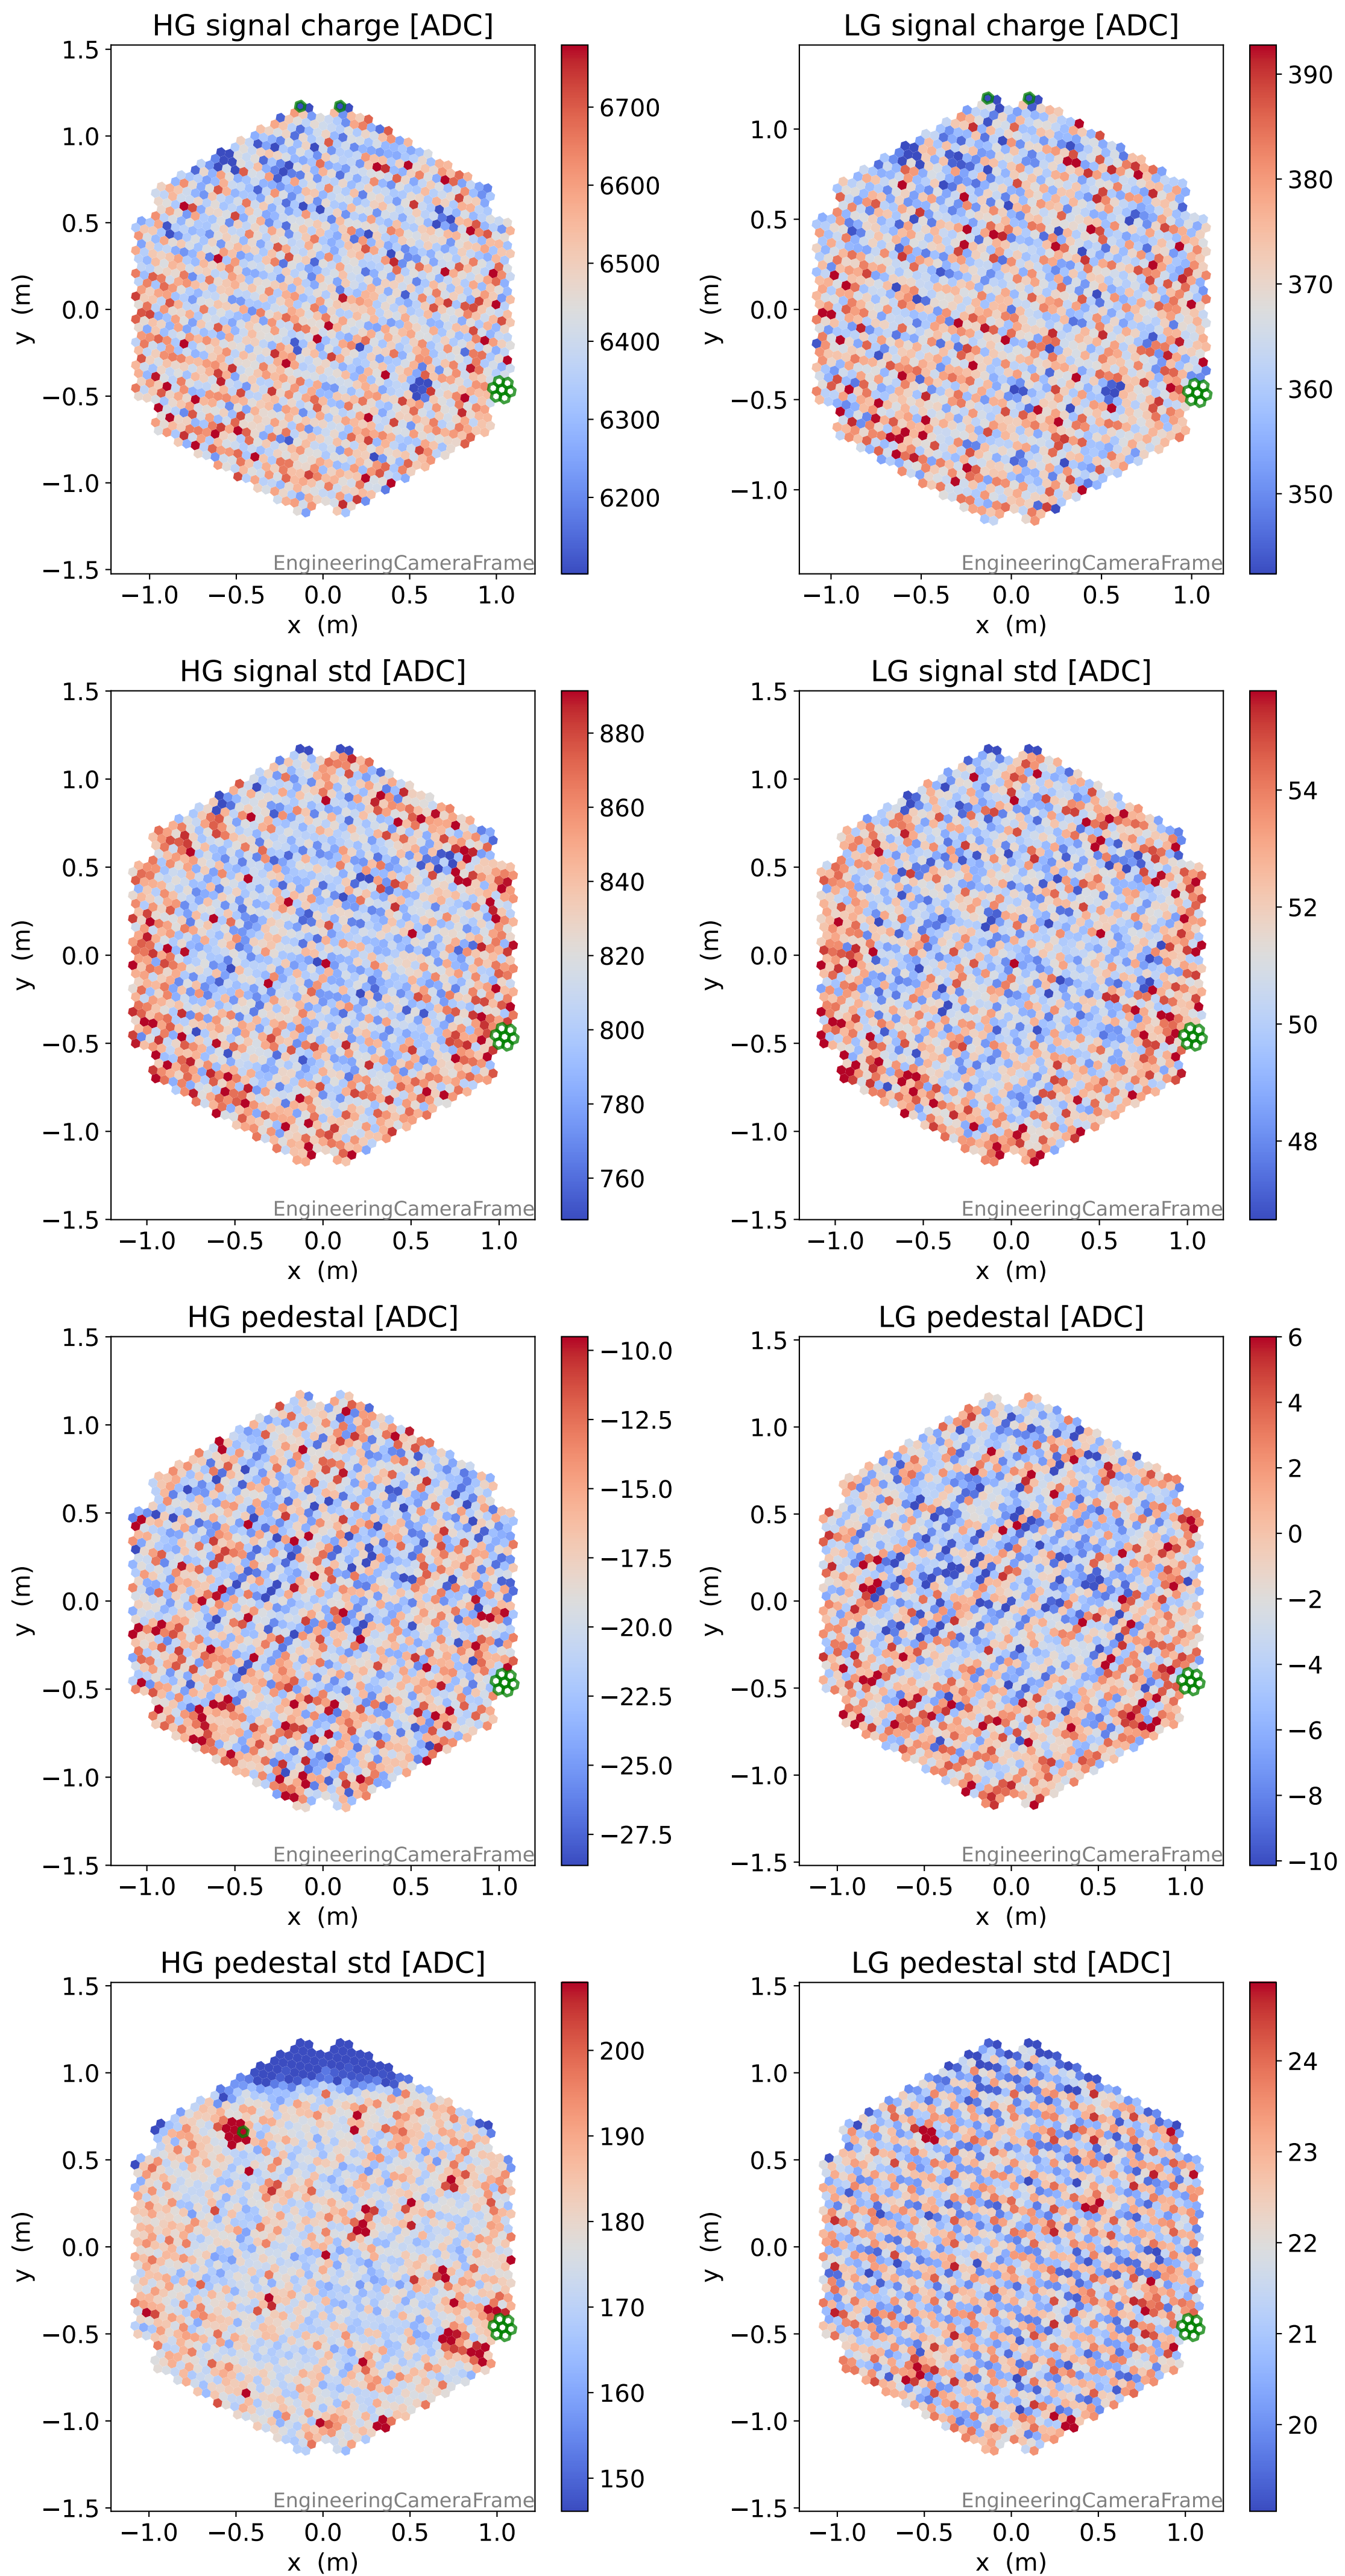 HG signal charge [ADC]
LG signal charge [ADC]
1.5
1.0
0.5
0.0
−0.5
−1.0
−1.5
y (m)
−1.0 −0.5 0.0 0.5 1.0
x (m)
EngineeringCameraFrame
6700
6600
6500
6400
6300
6200
1.0
0.5
0.0
−0.5
−1.0
y (m)
−1.0 −0.5 0.0 0.5 1.0
x (m)
EngineeringCameraFrame
390
380
370
360
350
HG signal std [ADC]
LG signal std [ADC]
1.5
1.0
0.5
0.0
−0.5
−1.0
−1.5
y (m)
−1.0 −0.5 0.0 0.5 1.0
x (m)
EngineeringCameraFrame
880
860
840
820
800
780
760
1.5
1.0
0.5
0.0
−0.5
−1.0
−1.5
y (m)
−1.0 −0.5 0.0 0.5 1.0
x (m)
EngineeringCameraFrame
54
52
50
48
HG pedestal [ADC]
LG pedestal [ADC]
1.5
1.0
0.5
0.0
−0.5
−1.0
−1.5
y (m)
−1.0 −0.5 0.0 0.5 1.0
x (m)
EngineeringCameraFrame
−10.0
−12.5
−15.0
−17.5
−20.0
−22.5
−25.0
−27.5
1.5
1.0
0.5
0.0
−0.5
−1.0
−1.5
y (m)
−1.0 −0.5 0.0 0.5 1.0
x (m)
EngineeringCameraFrame
6
4
2
0
−2
−4
−6
−8
−10
HG pedestal std [ADC]
LG pedestal std [ADC]
1.5
1.0
0.5
0.0
−0.5
−1.0
−1.5
y (m)
−1.0 −0.5 0.0 0.5 1.0
x (m)
EngineeringCameraFrame
200
190
180
170
160
150
1.5
1.0
0.5
0.0
−0.5
−1.0
−1.5
y (m)
−1.0 −0.5 0.0 0.5 1.0
x (m)
EngineeringCameraFrame
24
23
22
21
20